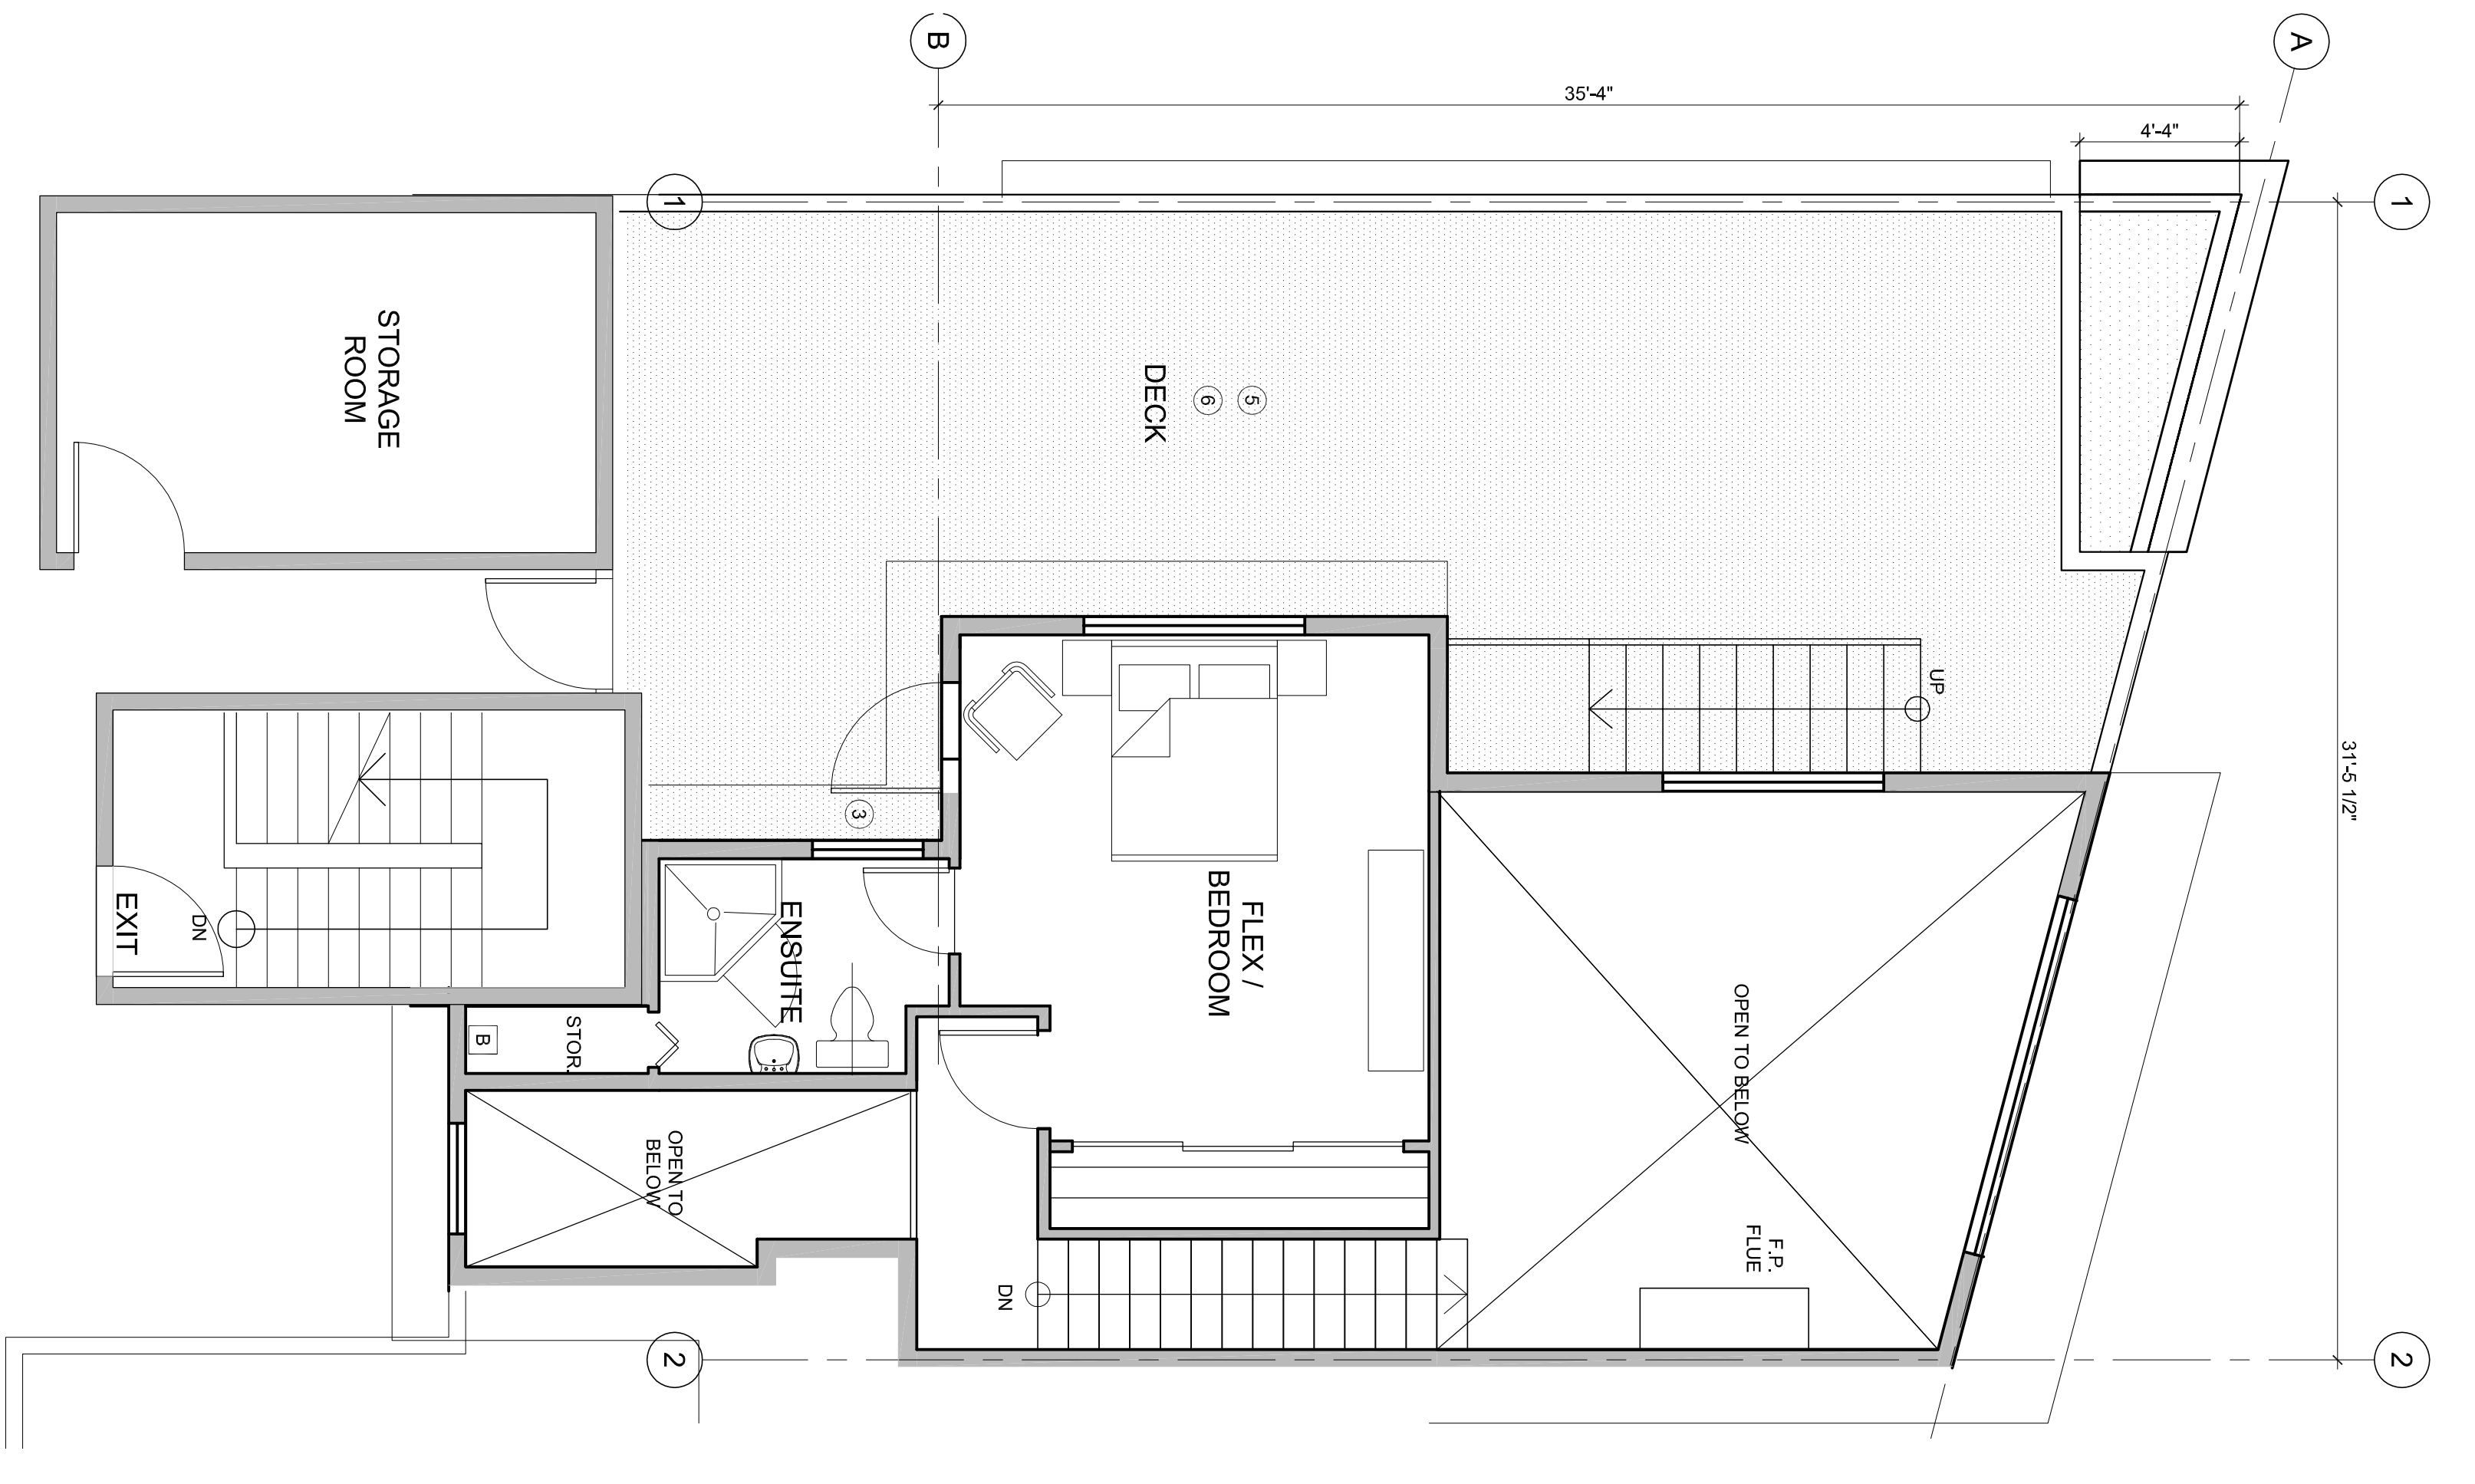 B
A
35'-4"
4'-4"
1
1
STORAGE
ROOM
DECK
5
6
UP
31'-5 1/2"
3
FLEX /
BEDROOM
ENSUITE
EXIT
DN
STOR.
B
OPEN TO BELOW
OPEN TO
BELOW
F.P.
FLUE
DN
2
2